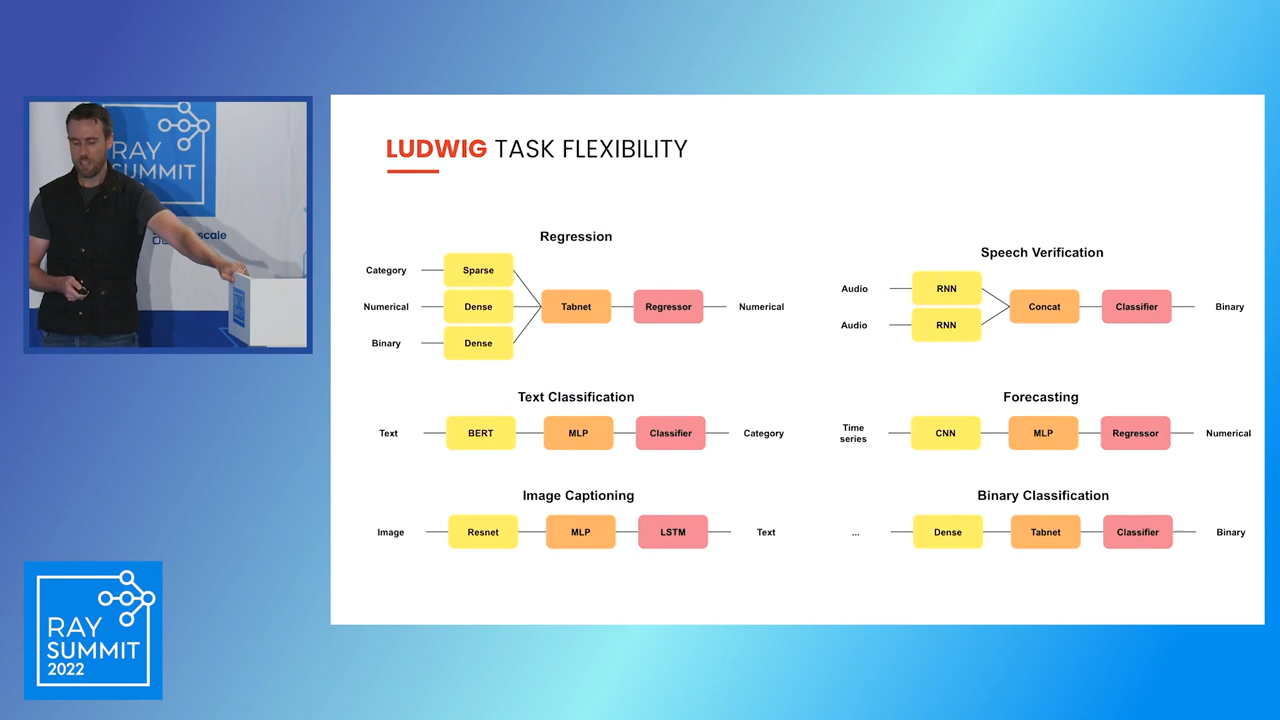 RAY
SUMMIT
scale
LUDWIG TASK FLEXIBILITY
Regression
Category
Sparse
Numerical
Dense
Tabnet
Regressor
Numerical
Binary
Dense
Speech Verification
Audio
RNN
Audio
RNN
Concat
Classifier
Binary
Text Classification
Text
BERT
MLP
Classifier
Category
Forecasting
Time
series
CNN
MLP
Regressor
Numerical
Image Captioning
Image
Resnet
MLP
LSTM
Text
Binary Classification
...
Dense
Tabnet
Classifier
Binary
RAY
SUMMIT
2022